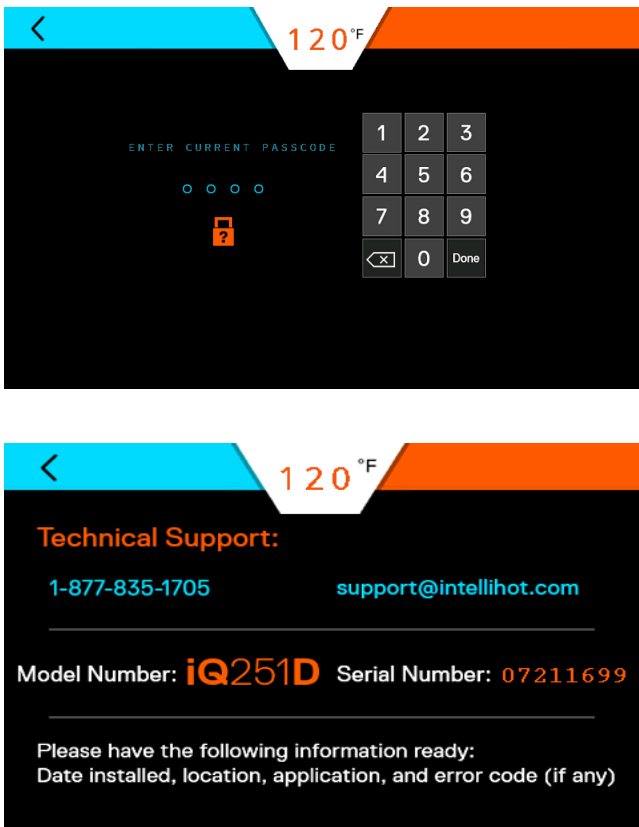 120°F
ENTER CURRENT PASSCODE
1 2 3
4 5 6
7 8 9
0 Done
?
120°F
Technical Support:
1-877-835-1705 support@intellihot.com
Model Number: iQ251D Serial Number: 07211699
Please have the following information ready:
Date installed, location, application, and error code (if any)